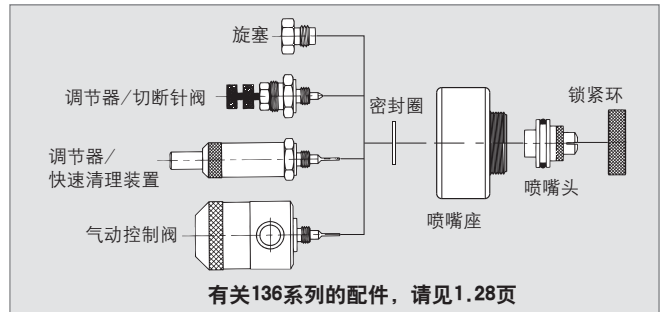 旋塞
调节器/切断针阀
密封圈
锁紧环
调节器/
快速清理装置
喷嘴头
喷嘴座
气动控制阀
有关136系列的配件，请见1.28页